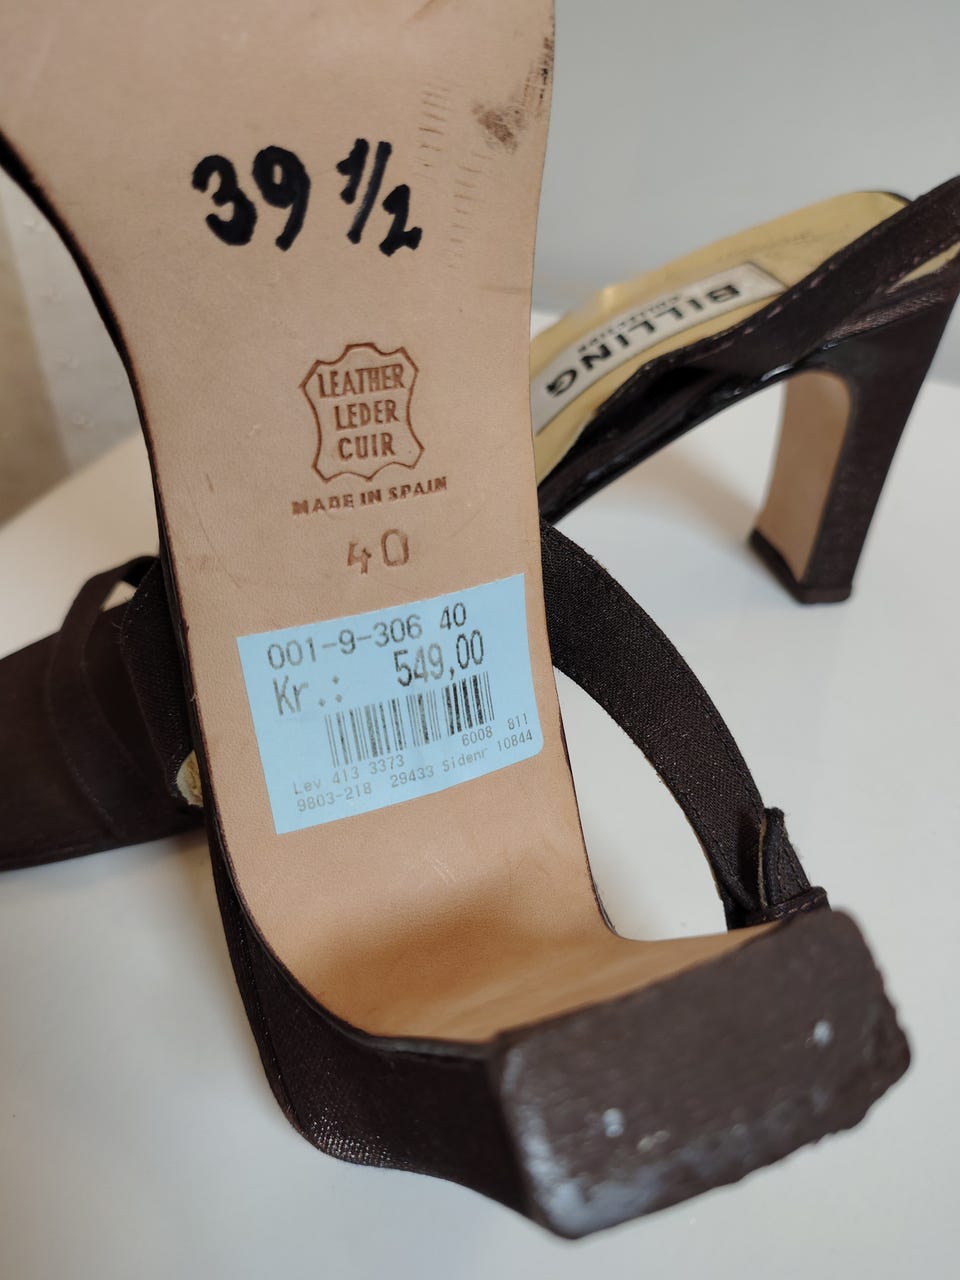 39 1/2
LEATHER
LEDER
CUIR
MADE IN SPAIN
40
001-9-306 40
Kr.: 549,00
6008 811
Lev 413 3373
9803-218 29433 Sidenr 10844
BILLING